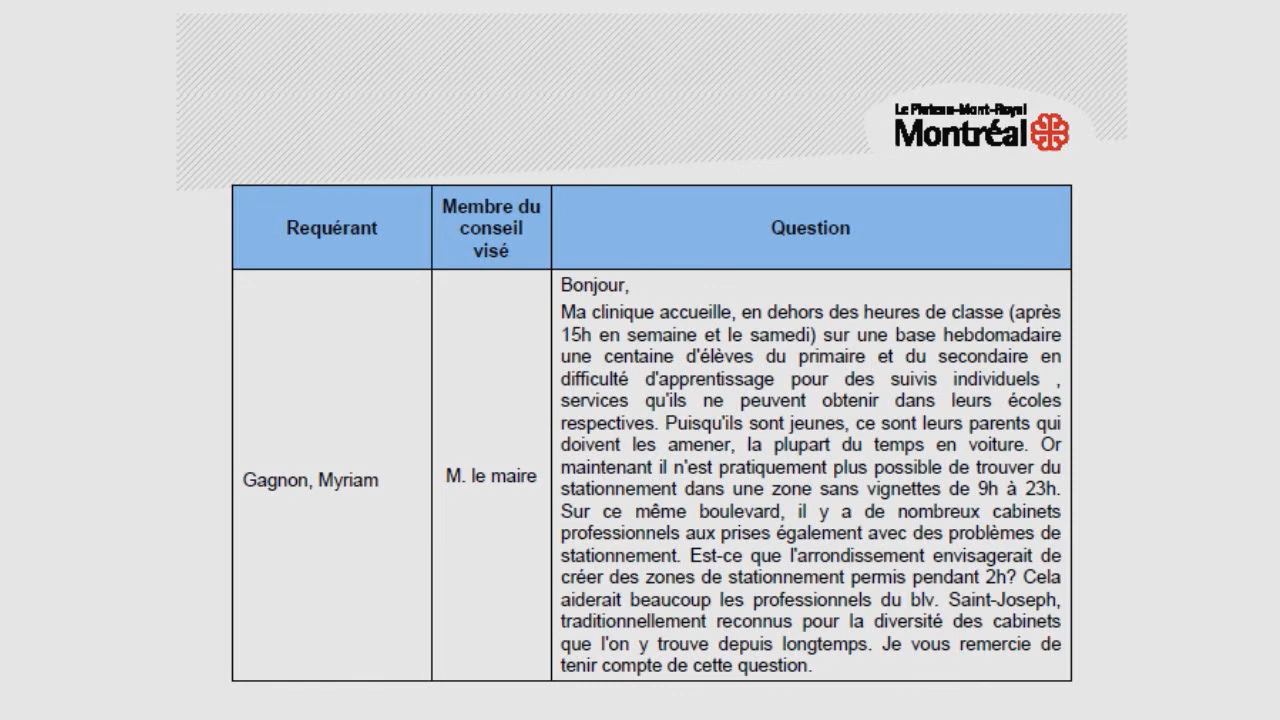 Le Plateau-Mont-Royal
Montréal
Requérant
Membre du
conseil
visé
Question
Gagnon, Myriam
M. le maire
Bonjour,
Ma clinique accueille, en dehors des heures de classe (après
15h en semaine et le samedi) sur une base hebdomadaire
une centaine d'élèves du primaire et du secondaire en
difficulté d'apprentissage pour des suivis individuels ,
services qu'ils ne peuvent obtenir dans leurs écoles
respectives. Puisqu'ils sont jeunes, ce sont leurs parents qui
doivent les amener, la plupart du temps en voiture. Or
maintenant il n'est pratiquement plus possible de trouver du
stationnement dans une zone sans vignettes de 9h à 23h.
Sur ce même boulevard, il y a de nombreux cabinets
professionnels aux prises également avec des problèmes de
stationnement. Est-ce que l'arrondissement envisagerait de
créer des zones de stationnement permis pendant 2h? Cela
aiderait beaucoup les professionnels du blv. Saint-Joseph,
traditionnellement reconnus pour la diversité des cabinets
que l'on y trouve depuis longtemps. Je vous remercie de
tenir compte de cette question.